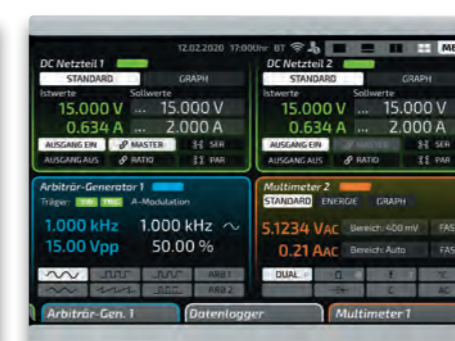 12.02.2020 17:00Uhr BT
DC Netzteil 1
STANDARD GRAPH
Istwerte Sollwerte
15.000 V ... 15.000 V
0.634 A ... 2.000 A
AUSGANG EIN MASTER SER
AUSGANG AUS RATIO PAR
DC Netzteil 2
STANDARD GRAPH
Istwerte Sollwerte
15.000 V ... 15.000 V
0.634 A ... 2.000 A
AUSGANG EIN MASTER SER
AUSGANG AUS RATIO PAR
Arbiträr-Generator 1
Träger: A-Modulation
1.000 kHz 1.000 kHz
15.00 Vpp 50.00 %
ARB 1
ARB 2
Multimeter 2
STANDARD ENERGIE GRAPH
5.1234 VAC Bereich: 400 mV
0.21 AAC Bereich: Auto
DUAL °C
C AC
Arbiträr-Gen. 1 Datenlogger Multimeter 1